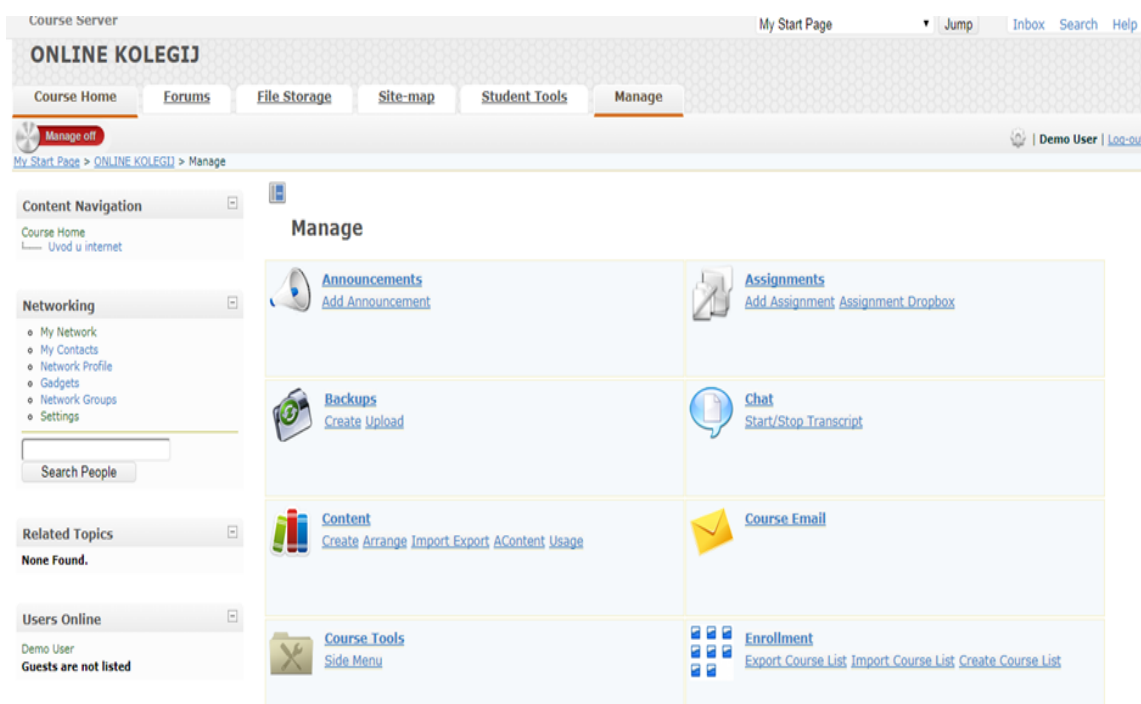 Course Server
My Start Page Jump Inbox Search Help
ONLINE KOLEGIJ
Course Home Forums File Storage Site-map Student Tools Manage
Manage off
| Demo User | Log-ou
My Start Page > ONLINE KOLEGIJ > Manage
Content Navigation
Course Home
Uvod u internet
Networking
My Network
My Contacts
Network Profile
Gadgets
Network Groups
Settings
Search People
Related Topics
None Found.
Users Online
Demo User
Guests are not listed
Manage
Announcements
Add Announcement
Assignments
Add Assignment Assignment Dropbox
Backups
Create Upload
Chat
Start/Stop Transcript
Content
Create Arrange Import Export AContent Usage
Course Email
Course Tools
Side Menu
Enrollment
Export Course List Import Course List Create Course List